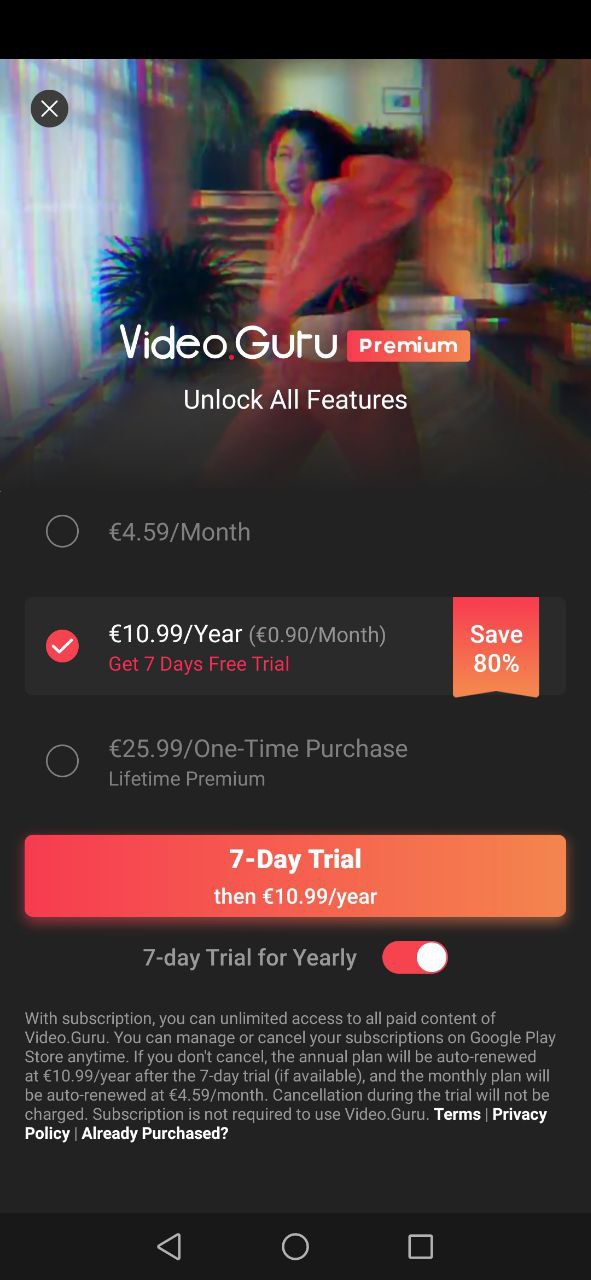 Video.Guru Premium
Unlock All Features
€4.59/Month
€10.99/Year (€0.90/Month)
Get 7 Days Free Trial
Save
80%
€25.99/One-Time Purchase
Lifetime Premium
7-Day Trial
then €10.99/year
7-day Trial for Yearly
With subscription, you can unlimited access to all paid content of
Video.Guru. You can manage or cancel your subscriptions on Google Play
Store anytime. If you don't cancel, the annual plan will be auto-renewed
at €10.99/year after the 7-day trial (if available), and the monthly plan will
be auto-renewed at €4.59/month. Cancellation during the trial will not be
charged. Subscription is not required to use Video.Guru. Terms | Privacy
Policy | Already Purchased?